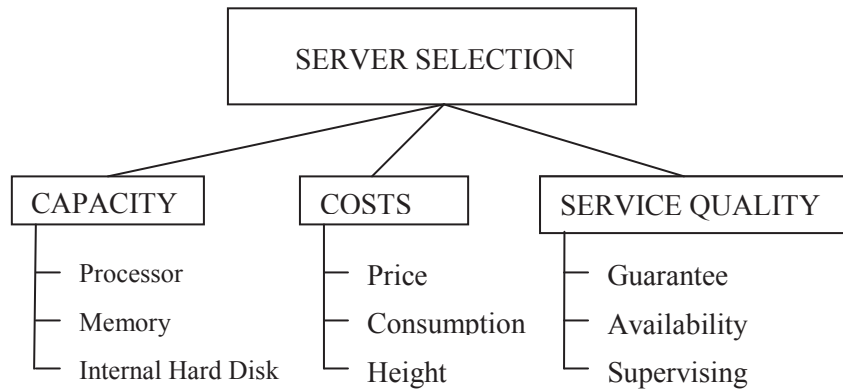 SERVER SELECTION
CAPACITY
Processor
Memory
Internal Hard Disk
COSTS
Price
Consumption
Height
SERVICE QUALITY
Guarantee
Availability
Supervising